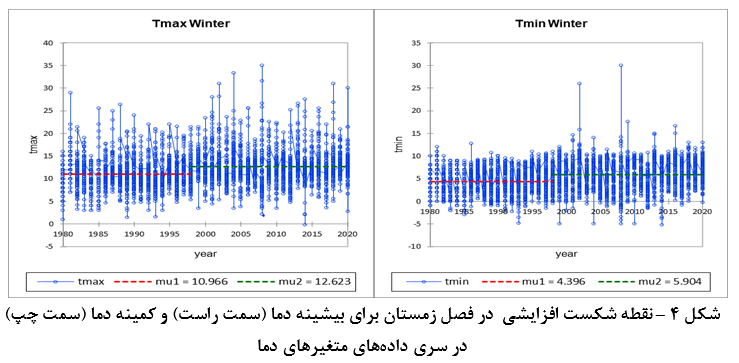 Tmax Winter
40
35
30
25
20
15
10
5
0
-5
tmax
1980 1985 1990 1995 2000 2005 2010 2015 2020
year
tmax mu1 = 10.966 mu2 = 12.623
Tmin Winter
35
30
25
20
15
10
5
0
-5
-10
tmin
1980 1985 1990 1995 2000 2005 2010 2015 2020
year
tmin mu1 = 4.396 mu2 = 5.904
شکل ۴ – نقطه شکست افزایشی در فصل زمستان برای بیشینه دما (سمت راست) و کمینه دما (سمت چپ)
در سری داده‌های متغیرهای دما